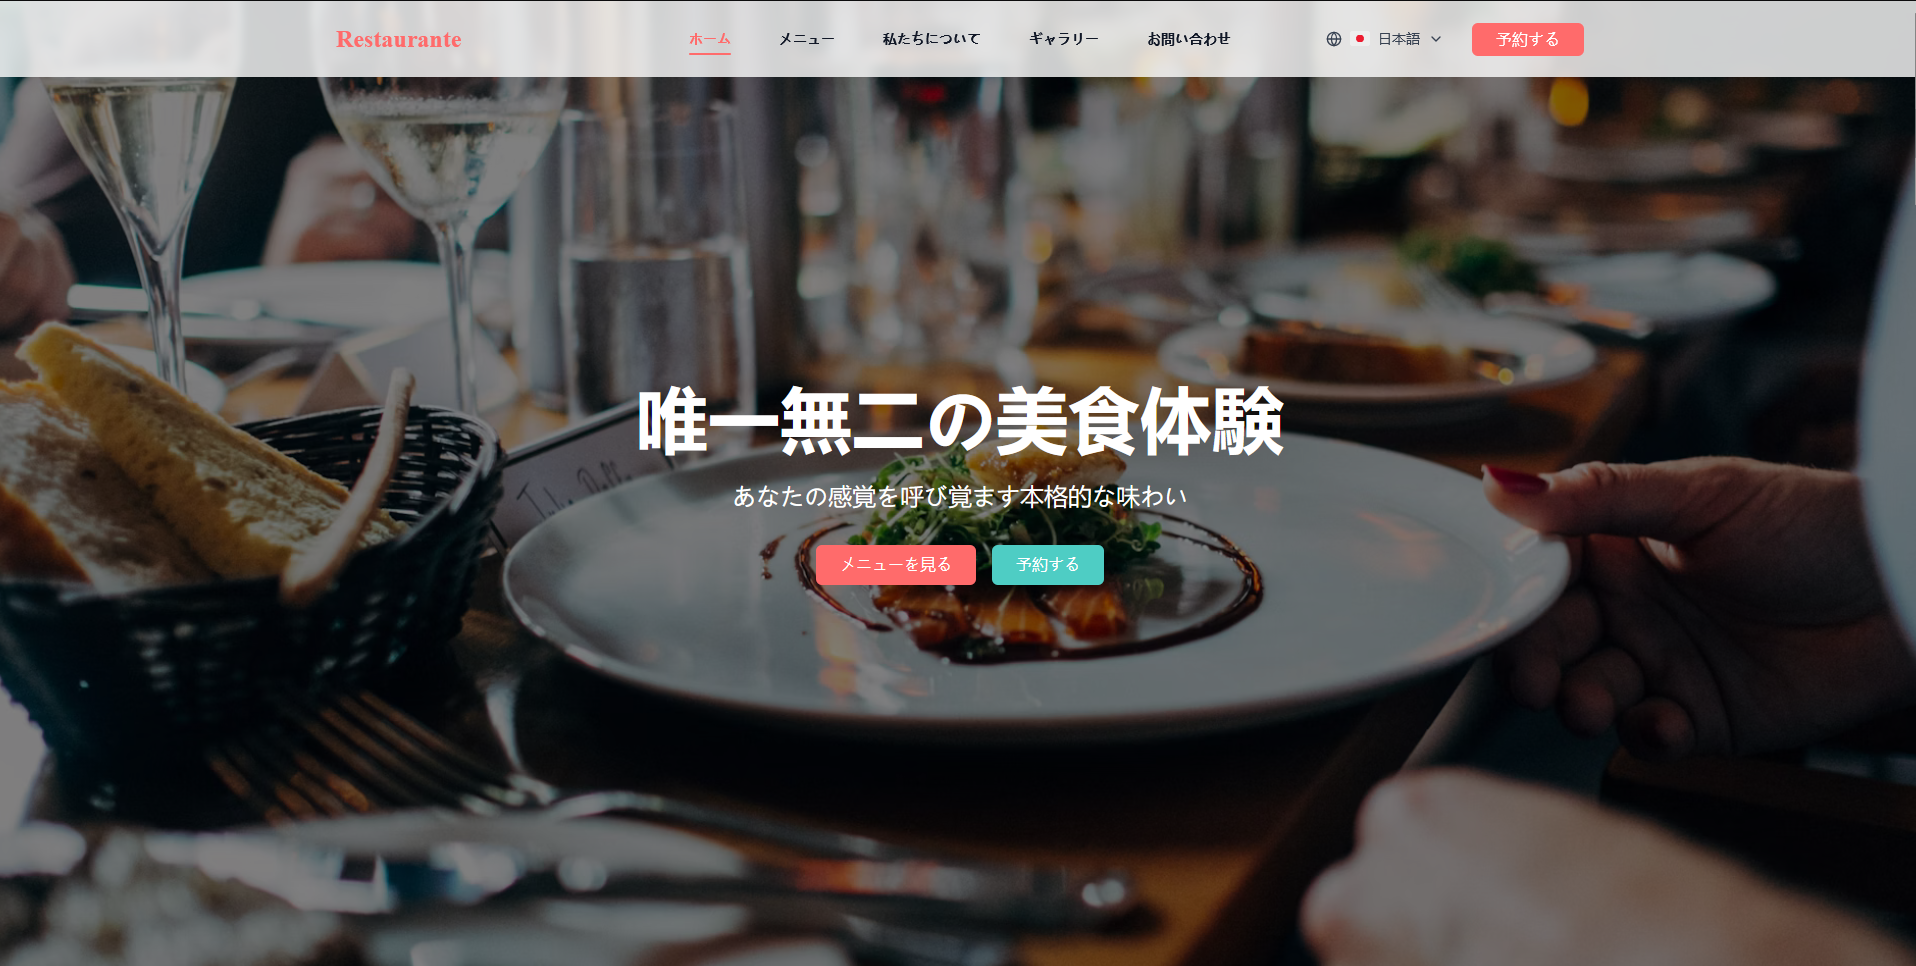 Restaurante
ホーム
メニュー
私たちについて
ギャラリー
お問い合わせ
日本語
予約する
唯一無二の美食体験
あなたの感覚を呼び覚ます本格的な味わい
メニューを見る
予約する